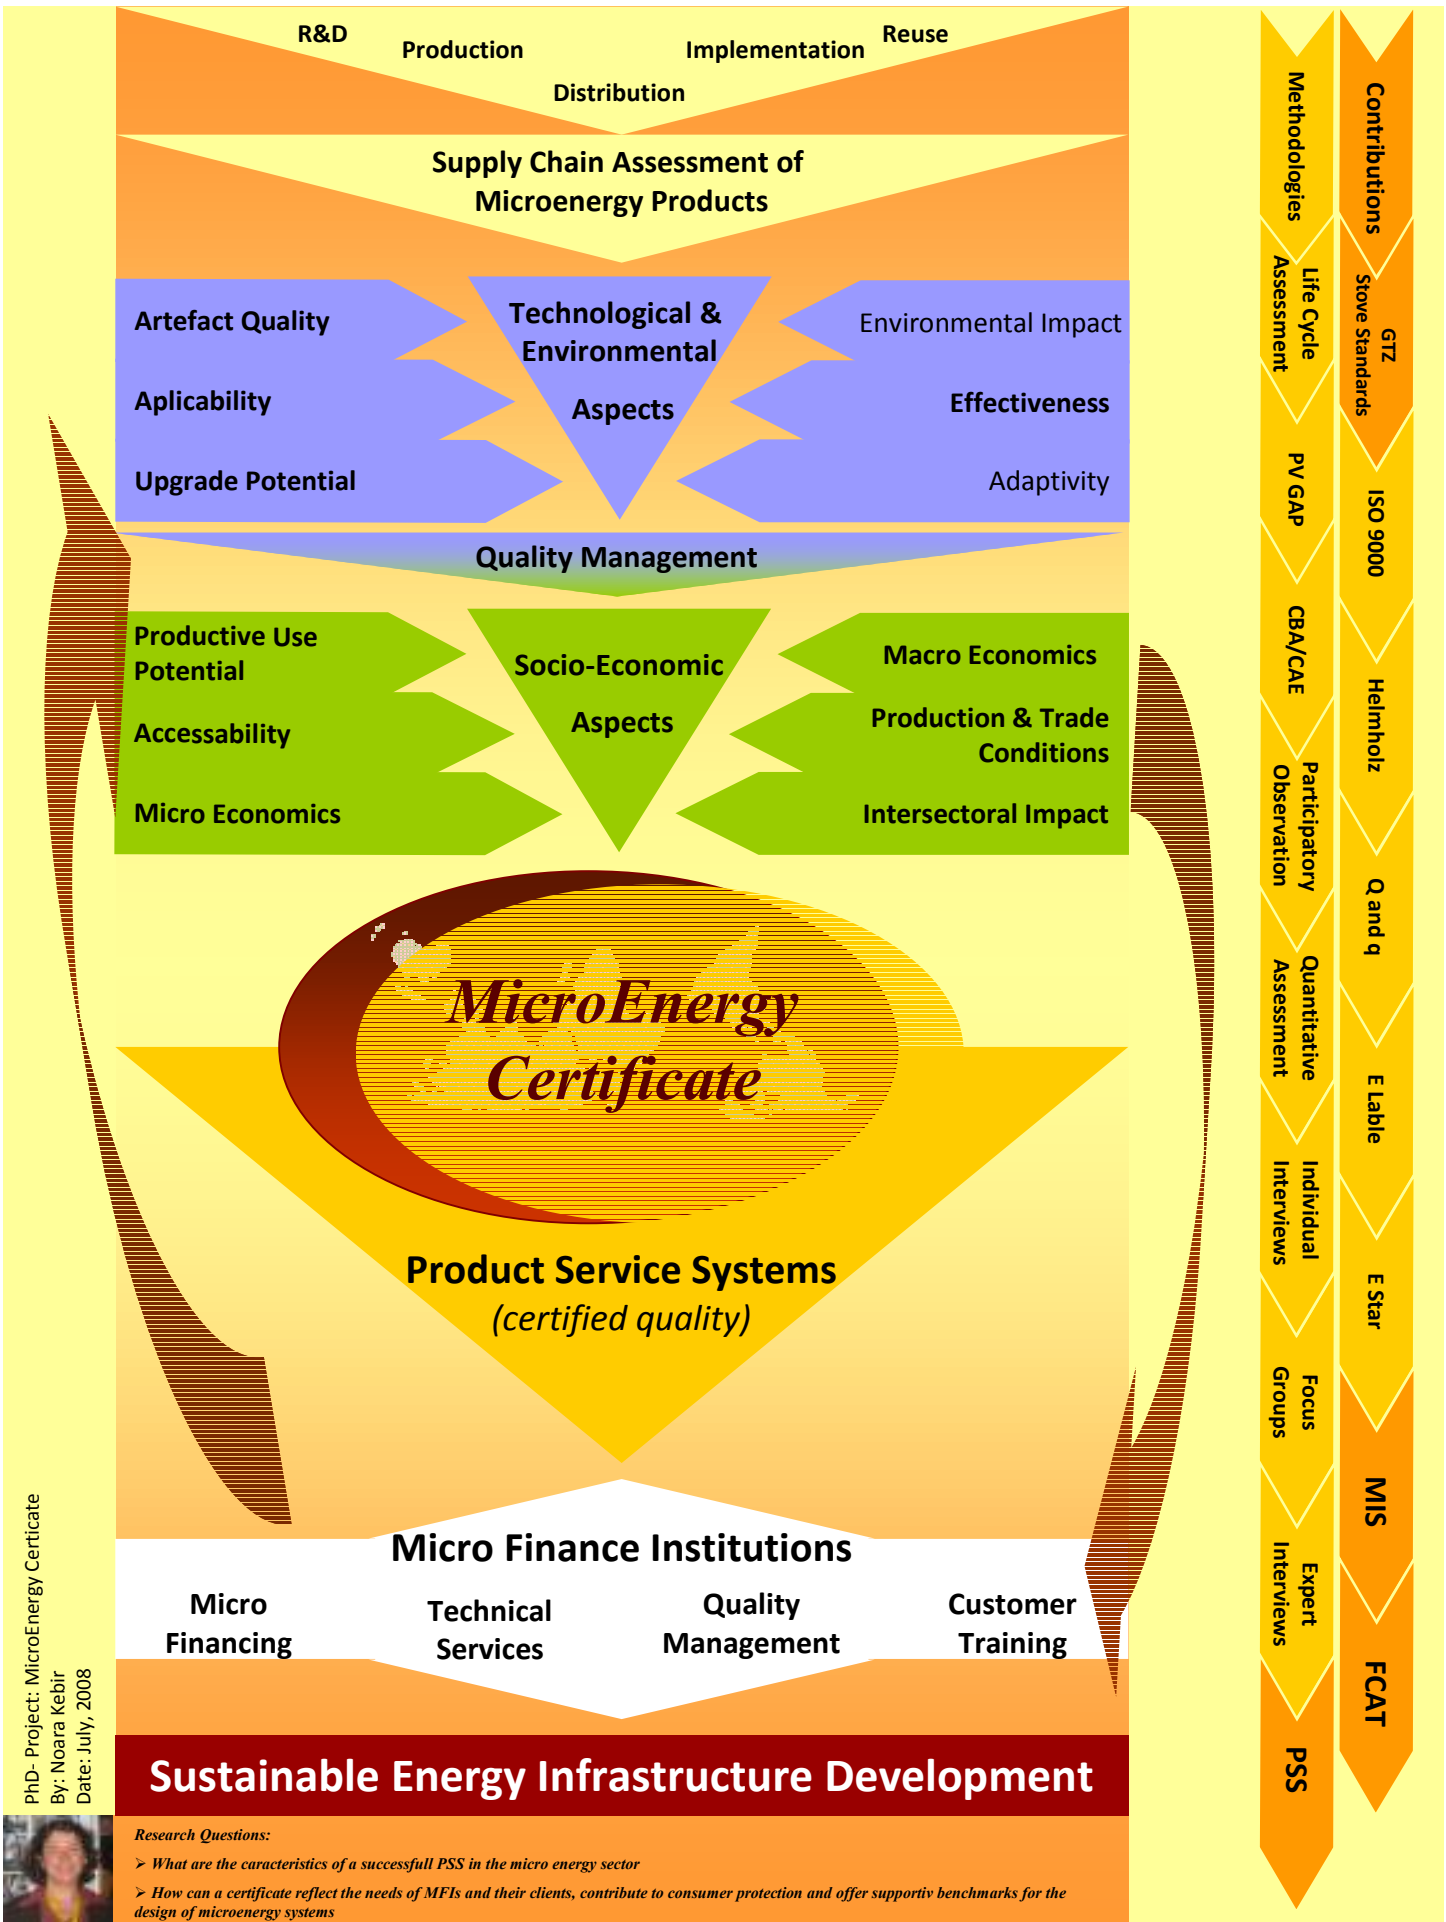 R&D
Production
Implementation
Reuse
Distribution
Supply Chain Assessment of
Microenergy Products
Artefact Quality
Aplicability
Upgrade Potential
Technological &
Environmental
Aspects
Environmental Impact
Effectiveness
Adaptivity
Quality Management
Productive Use
Potential
Accessability
Micro Economics
Socio-Economic
Aspects
Macro Economics
Production & Trade
Conditions
Intersectoral Impact
MicroEnergy
Certificate
Product Service Systems
(certified quality)
Micro Finance Institutions
Micro
Financing
Technical
Services
Quality
Management
Customer
Training
Sustainable Energy Infrastructure Development
Research Questions:
➢ What are the caracteristics of a successfull PSS in the micro energy sector
➢ How can a certificate reflect the needs of MFIs and their clients, contribute to consumer protection and offer supportiv benchmarks for the
design of microenergy systems
PhD- Project: MicroEnergy Certicate
By: Noara Kebir
Date: July, 2008
Methodologies
Life Cycle
Assessment
PV GAP
CBA/CAE
Participatory
Observation
Quantitative
Assessment
Individual
Interviews
Focus
Groups
Expert
Interviews
PSS
Contributions
GTZ
Stove Standards
ISO 9000
Helmholz
Q and q
E Lable
E Star
MIS
FCAT